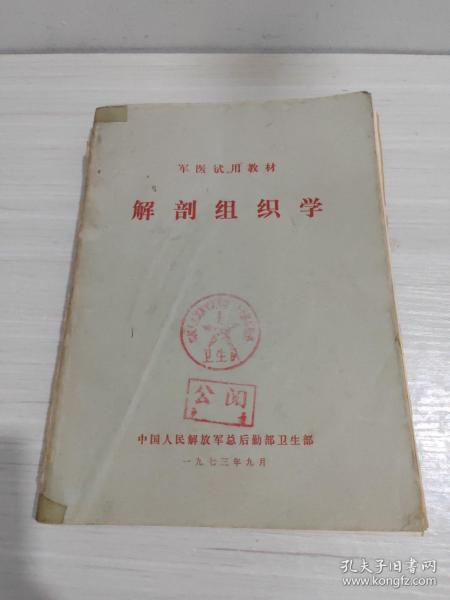 军医试用教材
解剖组织学
卫生队
公阅
中国人民解放军总后勤部卫生部
一九七三年九月
孔夫子旧书网
www.kongfz.com